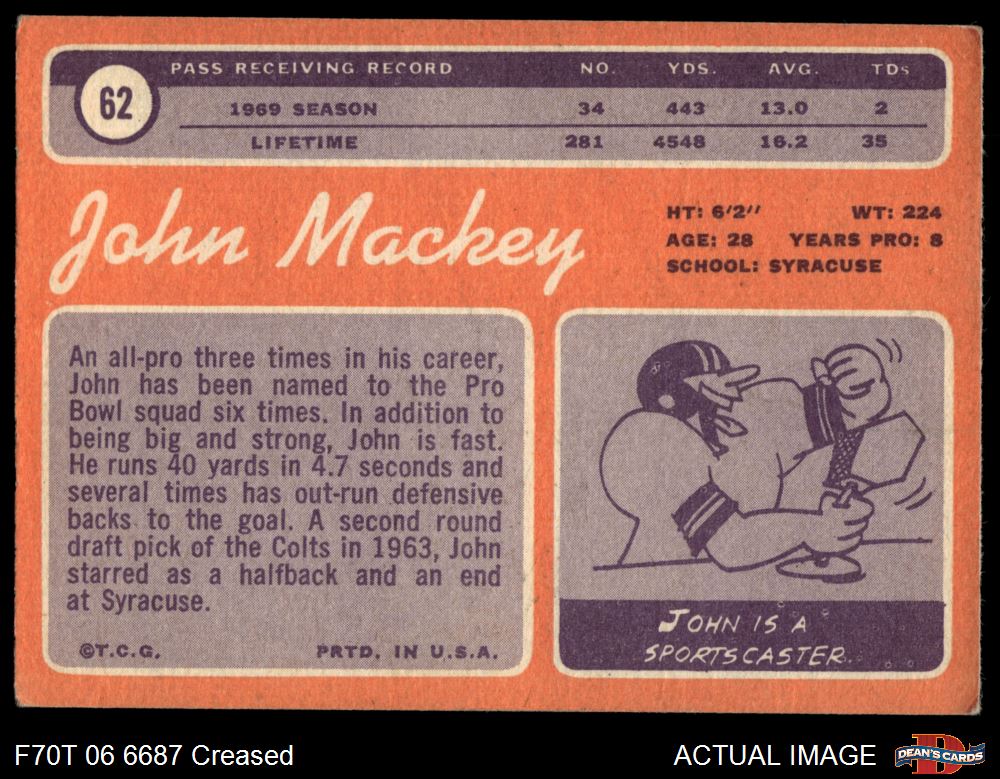 62
PASS RECEIVING RECORD NO. YDS. AVG. TDs
1969 SEASON 34 443 13.0 2
LIFETIME 281 4548 16.2 35
John Mackey
HT: 6'2" WT: 224
AGE: 28 YEARS PRO: 8
SCHOOL: SYRACUSE
An all-pro three times in his career,
John has been named to the Pro
Bowl squad six times. In addition to
being big and strong, John is fast.
He runs 40 yards in 4.7 seconds and
several times has out-run defensive
backs to the goal. A second round
draft pick of the Colts in 1963, John
starred as a halfback and an end
at Syracuse.
©T.C.G. PRTD. IN U.S.A.
JOHN IS A
SPORTSCASTER.
F70T 06 6687 Creased
ACTUAL IMAGE
DEAN'S CARDS